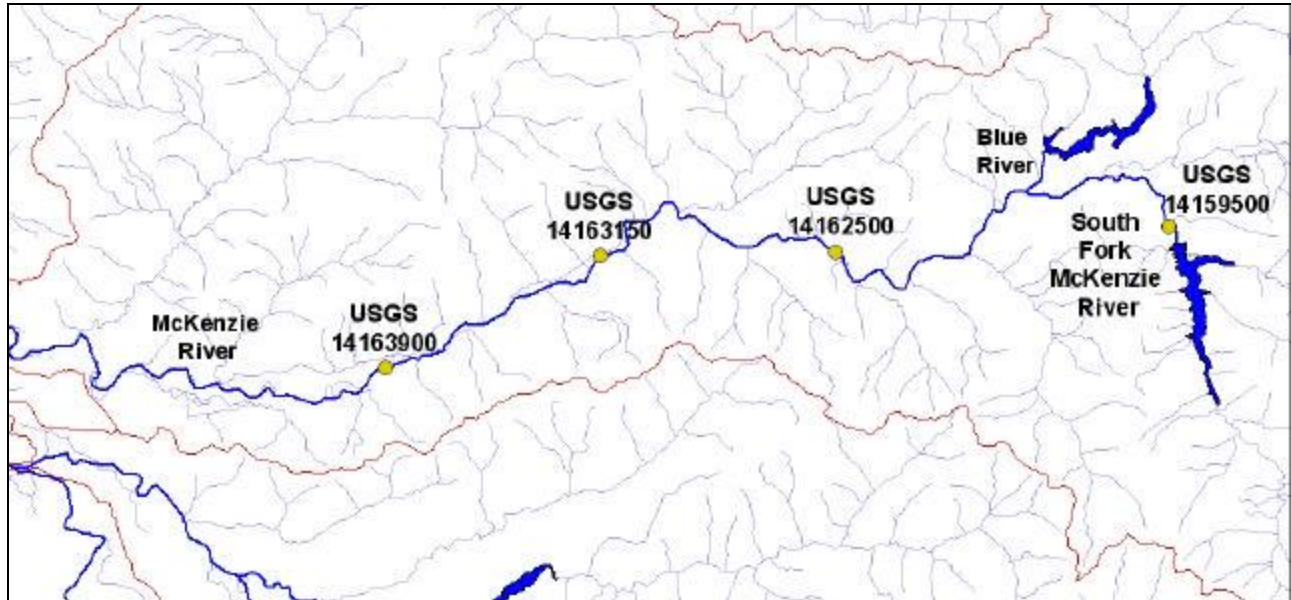 Blue
River
USGS
14159500
USGS
14162500
USGS
14163150
South
Fork
McKenzie
River
USGS
14163900
McKenzie
River